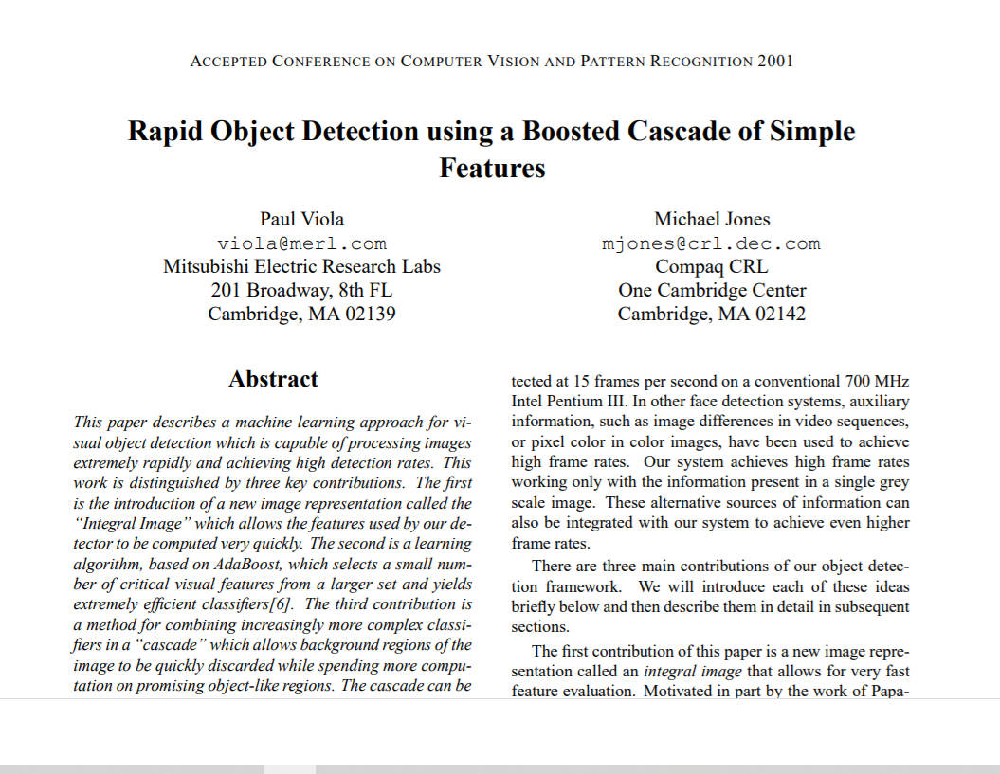 ACCEPTED CONFERENCE ON COMPUTER VISION AND PATTERN RECOGNITION 2001
Rapid Object Detection using a Boosted Cascade of Simple
Features
Paul Viola
viola@merl.com
Mitsubishi Electric Research Labs
201 Broadway, 8th FL
Cambridge, MA 02139
Michael Jones
mjones@crl.dec.com
Compaq CRL
One Cambridge Center
Cambridge, MA 02142
Abstract
This paper describes a machine learning approach for vi-
sual object detection which is capable of processing images
extremely rapidly and achieving high detection rates. This
work is distinguished by three key contributions. The first
is the introduction of a new image representation called the
“Integral Image” which allows the features used by our de-
tector to be computed very quickly. The second is a learning
algorithm, based on AdaBoost, which selects a small num-
ber of critical visual features from a larger set and yields
extremely efficient classifiers[6]. The third contribution is
a method for combining increasingly more complex classi-
fiers in a “cascade” which allows background regions of the
image to be quickly discarded while spending more compu-
tation on promising object-like regions. The cascade can be
tected at 15 frames per second on a conventional 700 MHz
Intel Pentium III. In other face detection systems, auxiliary
information, such as image differences in video sequences,
or pixel color in color images, have been used to achieve
high frame rates. Our system achieves high frame rates
working only with the information present in a single grey
scale image. These alternative sources of information can
also be integrated with our system to achieve even higher
frame rates.
There are three main contributions of our object detec-
tion framework. We will introduce each of these ideas
briefly below and then describe them in detail in subsequent
sections.
The first contribution of this paper is a new image repre-
sentation called an integral image that allows for very fast
feature evaluation. Motivated in part by the work of Papa-